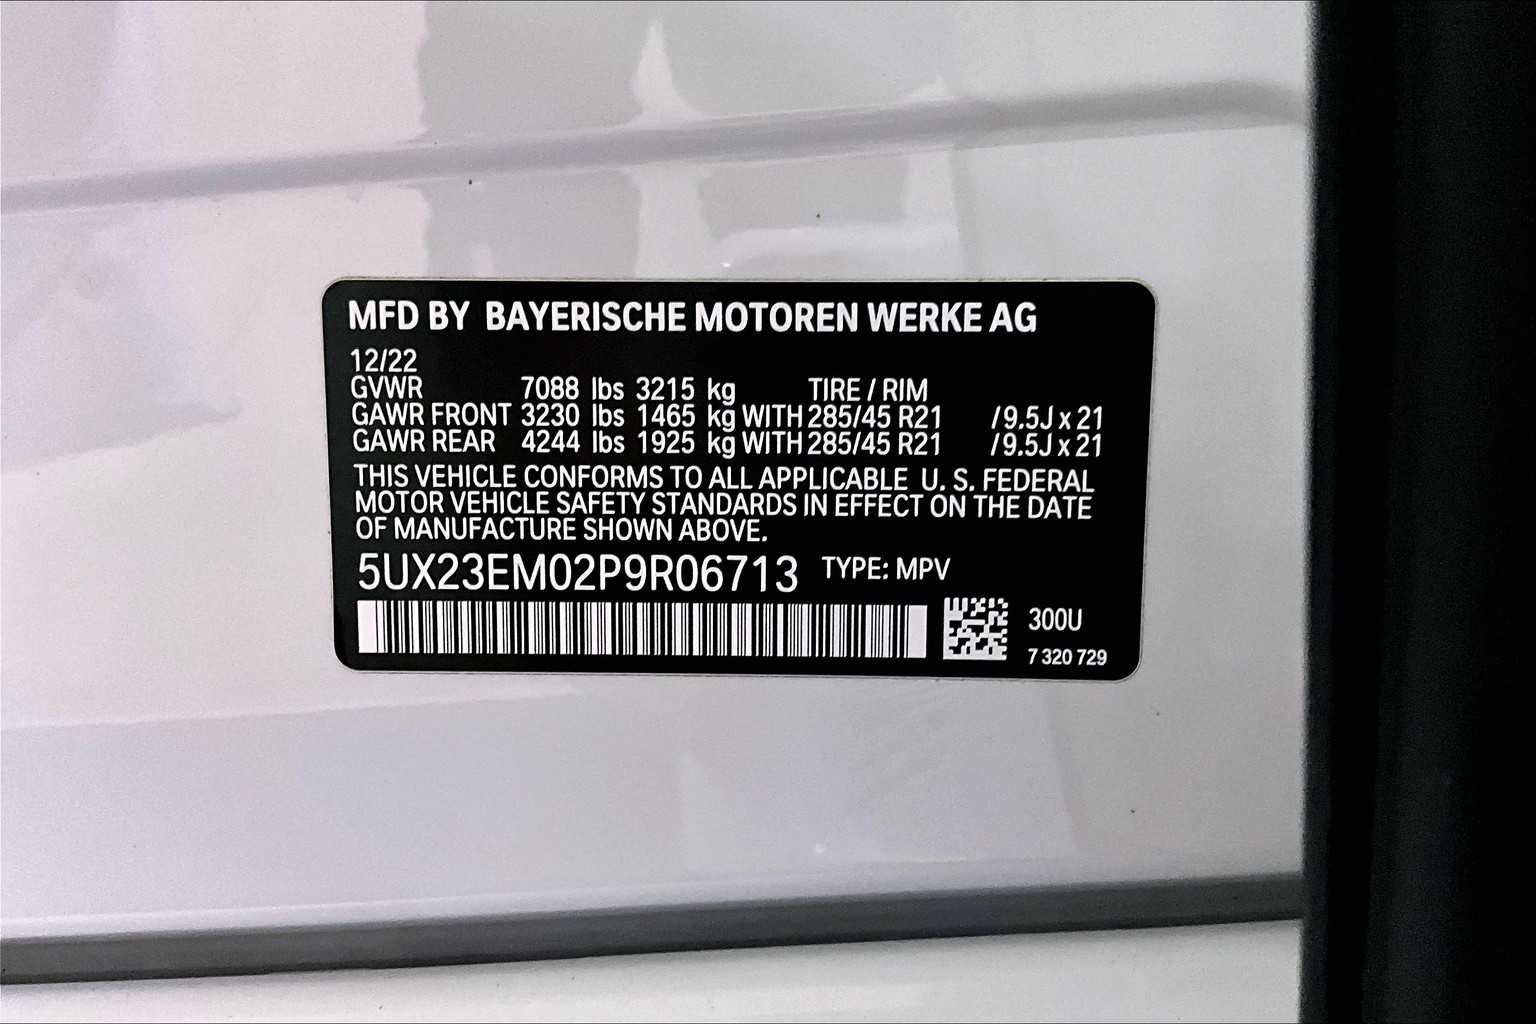 MFD BY BAYERISCHE MOTOREN WERKE AG
12/22
GVWR 7088 lbs 3215 kg TIRE / RIM
GAWR FRONT 3230 lbs 1465 kg WITH 285/45 R21 / 9.5J x 21
GAWR REAR 4244 lbs 1925 kg WITH 285/45 R21 / 9.5J x 21
THIS VEHICLE CONFORMS TO ALL APPLICABLE U. S. FEDERAL
MOTOR VEHICLE SAFETY STANDARDS IN EFFECT ON THE DATE
OF MANUFACTURE SHOWN ABOVE.
5UX23EM02P9R06713 TYPE: MPV
300U
7 320 729